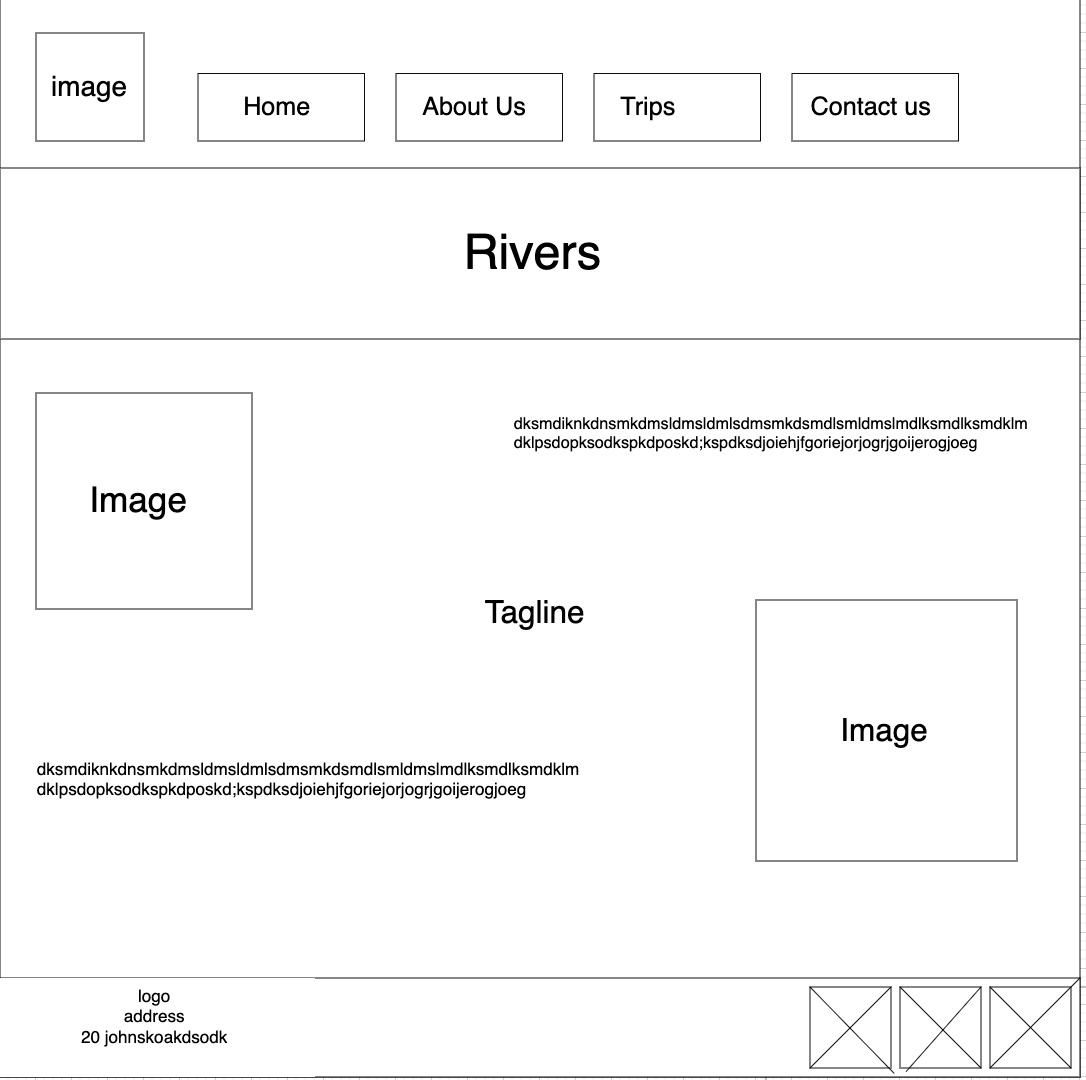 image
Home
About Us
Trips
Contact us
Rivers
Image
dksmdiknkdnsmkdmsldmsldmlsdmsmkdsmdlsmldmslmdlksmdlksmdklm
dklpsdopksodkspkdposkd;kspdksdjoiehjfgoriejorjogrjgoijerogjoeg
Tagline
Image
dksmdiknkdnsmkdmsldmsldmlsdmsmkdsmdlsmldmslmdlksmdlksmdklm
dklpsdopksodkspkdposkd;kspdksdjoiehjfgoriejorjogrjgoijerogjoeg
logo
address
20 johnskoakdsodk